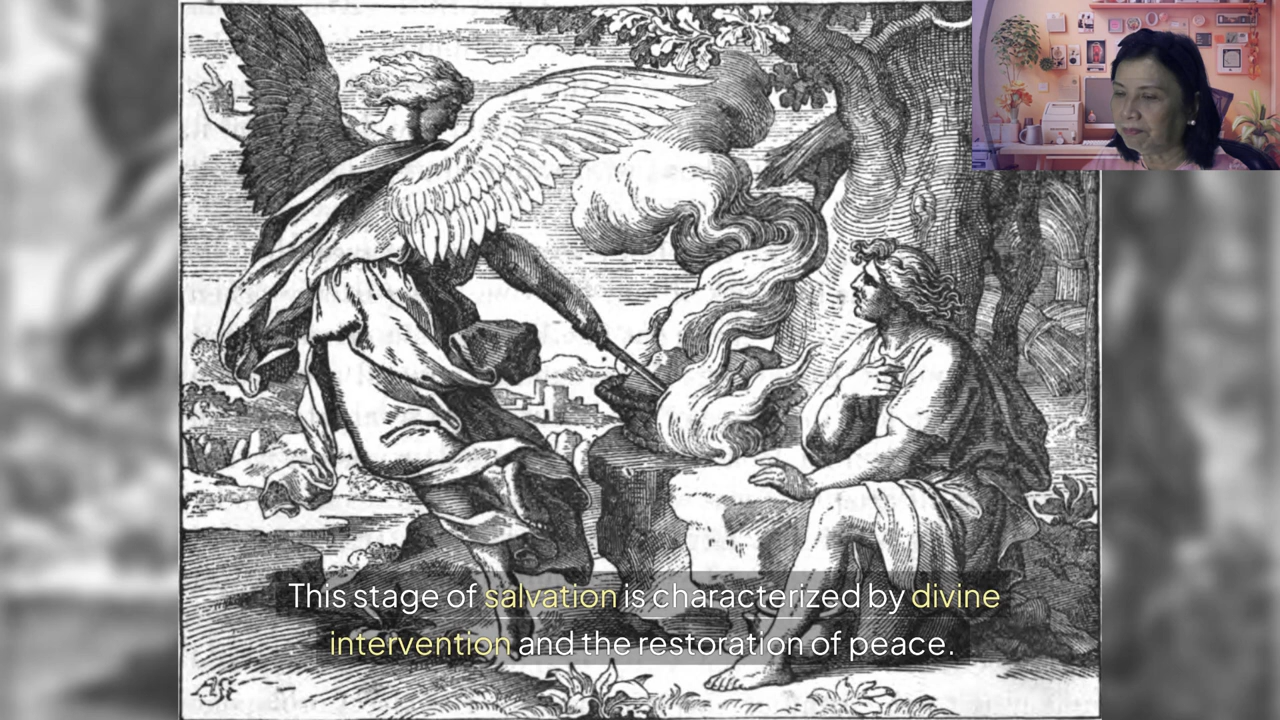 This stage of salvation is characterized by divine
intervention and the restoration of peace.